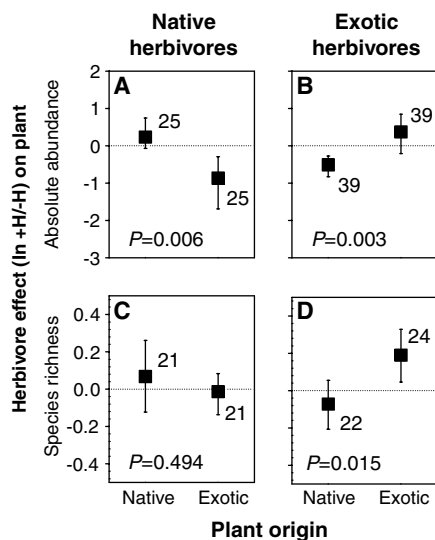 Native
herbivores
Exotic
herbivores
Herbivore effect (ln +H/-H) on plant
Absolute abundance
2
1
0
-1
-2
-3
A
25
25
P=0.006
B
39
39
P=0.003
Species richness
0.4
0.2
0.0
-0.2
-0.4
C
21
21
P=0.494
D
22
24
P=0.015
Native
Exotic
Native
Exotic
Plant origin